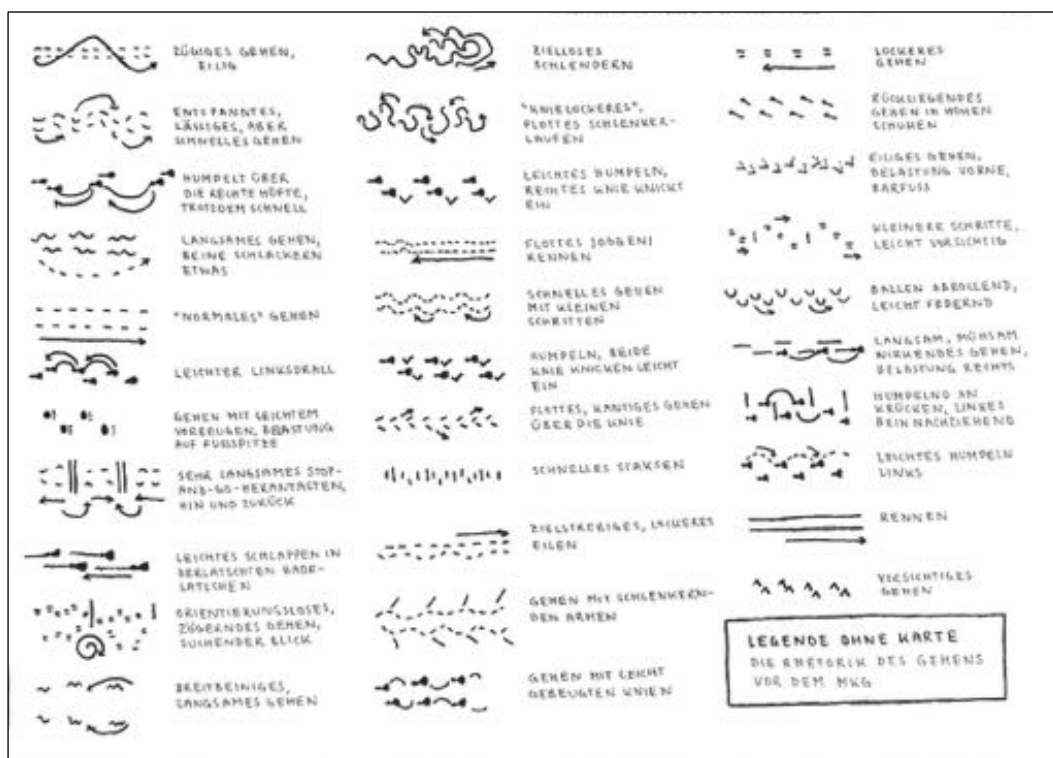 ZÜGIGES GEHEN,
EILIG
ENTSPANNTES,
LÄSSIGES, ABER
SCHNELLES GEHEN
HUMPELT ÜBER
DIE RECHTE HÜFTE,
TROTZDEM SCHNELL
LANGSAMES GEHEN,
BEINE SCHLACKERN
ETWAS
"NORMALES" GEHEN
LEICHTER LINKSDRALL
GEHEN MIT LEICHTEM
VORBEUGEN, BELASTUNG
AUF FUSSPITZE
SEHR LANGSAMES STOP-
AND-GO-HERANTASTEN,
HIN UND ZURÜCK
LEICHTES SCHLAPPEN IN
BERLATSCHTEN BADE-
LATSCHEN
ORIENTIERUNGSLOSES,
ZÖGERNDES GEHEN,
SUCHENDER BLICK
BREITBEINIGES,
LANGSAMES GEHEN
ZIELLOSES
SCHLENDERN
"KNIELOCKERES",
FLOTTES SCHLENKER-
LAUFEN
LEICHTES HUMPELN,
RECHTES KNIE KNICKT
EIN
FLOTTES JOGGEN/
RENNEN
SCHNELLES GEHEN
MIT KLEINEN
SCHRITTEN
HUMPELN, BEIDE
KNIE KNICKEN LEICHT
EIN
FLOTTES, KANTIGES GEHEN
ÜBER DIE KNIE
SCHNELLES STAKSEN
ZIELSTREBIGES, LOCKERES
EILEN
GEHEN MIT SCHLENKERN-
DEN ARMEN
GEHEN MIT LEICHT
GEBEUGTEN KNIEN
LOCKERES
GEHEN
RÜCKLIEGENDES
GEHEN IN HOHEN
SCHUHEN
EILIGES GEHEN,
BELASTUNG VORNE,
BARFUSS
KLEINERE SCHRITTE,
LEICHT VORSICHTIG
BALLEN ABROLLEND,
LEICHT FEDERND
LANGSAM, MÜHSAM
WIRKENDES GEHEN,
BELASTUNG RECHTS
HUMPELND AN
KRÜCKEN, LINKES
BEIN NACHZIEHEND
LEICHTES HUMPELN
LINKS
RENNEN
VORSICHTIGES
GEHEN
LEGENDE OHNE KARTE
DIE RHETORIK DES GEHENS
VOR DEM MKG